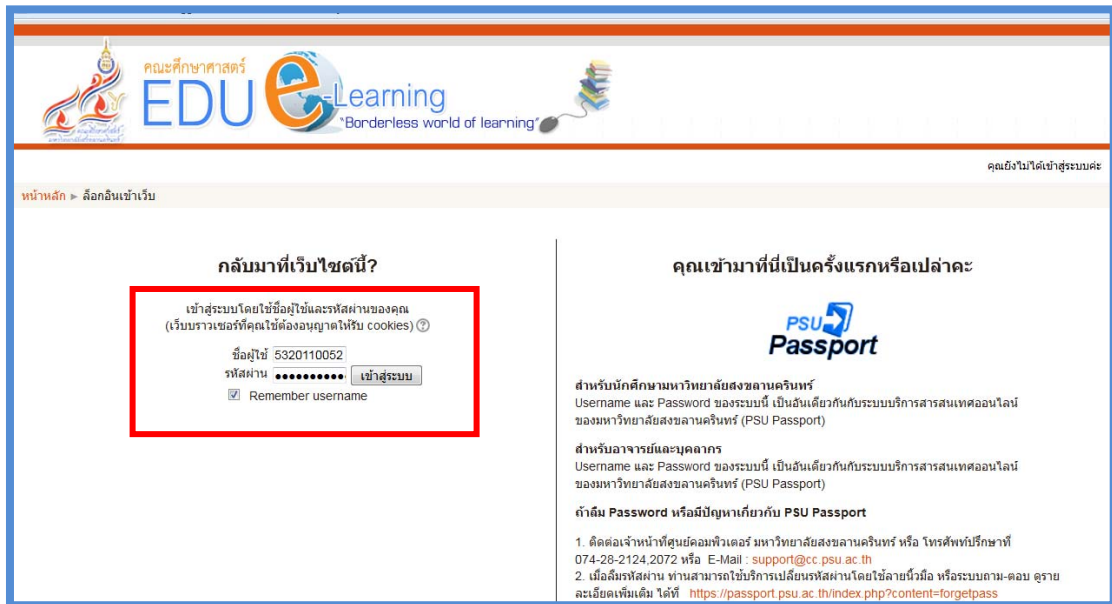 คณะศึกษาศาสตร์
EDU e-Learning
"Borderless world of learning"
คุณยังไม่ได้เข้าสู่ระบบค่ะ
หน้าหลัก ► ล็อกอินเข้าเว็บ
กลับมาที่เว็บไซต์นี้?
เข้าสู่ระบบโดยใช้ชื่อผู้ใช้และรหัสผ่านของคุณ
(เว็บบราวเซอร์ที่คุณใช้ต้องอนุญาตให้รับ cookies) ?
ชื่อผู้ใช้ 5320110052
รหัสผ่าน ●●●●●●●●●● เข้าสู่ระบบ
Remember username
คุณเข้ามาที่นี่เป็นครั้งแรกหรือเปล่าคะ
PSU
Passport
สำหรับนักศึกษามหาวิทยาลัยสงขลานครินทร์
Username และ Password ของระบบนี้ เป็นอันเดียวกันกับระบบบริการสารสนเทศออนไลน์
ของมหาวิทยาลัยสงขลานครินทร์ (PSU Passport)
สำหรับอาจารย์และบุคลากร
Username และ Password ของระบบนี้ เป็นอันเดียวกันกับระบบบริการสารสนเทศออนไลน์
ของมหาวิทยาลัยสงขลานครินทร์ (PSU Passport)
ถ้าลืม Password หรือมีปัญหาเกี่ยวกับ PSU Passport
1. ติดต่อเจ้าหน้าที่ศูนย์คอมพิวเตอร์ มหาวิทยาลัยสงขลานครินทร์ หรือ โทรศัพท์ปรึกษาที่
074-28-2124,2072 หรือ E-Mail : support@cc.psu.ac.th
2. เมื่อลืมรหัสผ่าน ท่านสามารถใช้บริการเปลี่ยนรหัสผ่านโดยใช้ลายนิ้วมือ หรือระบบถาม-ตอบ ดูราย
ละเอียดเพิ่มเติม ได้ที่ https://passport.psu.ac.th/index.php?content=forgetpass